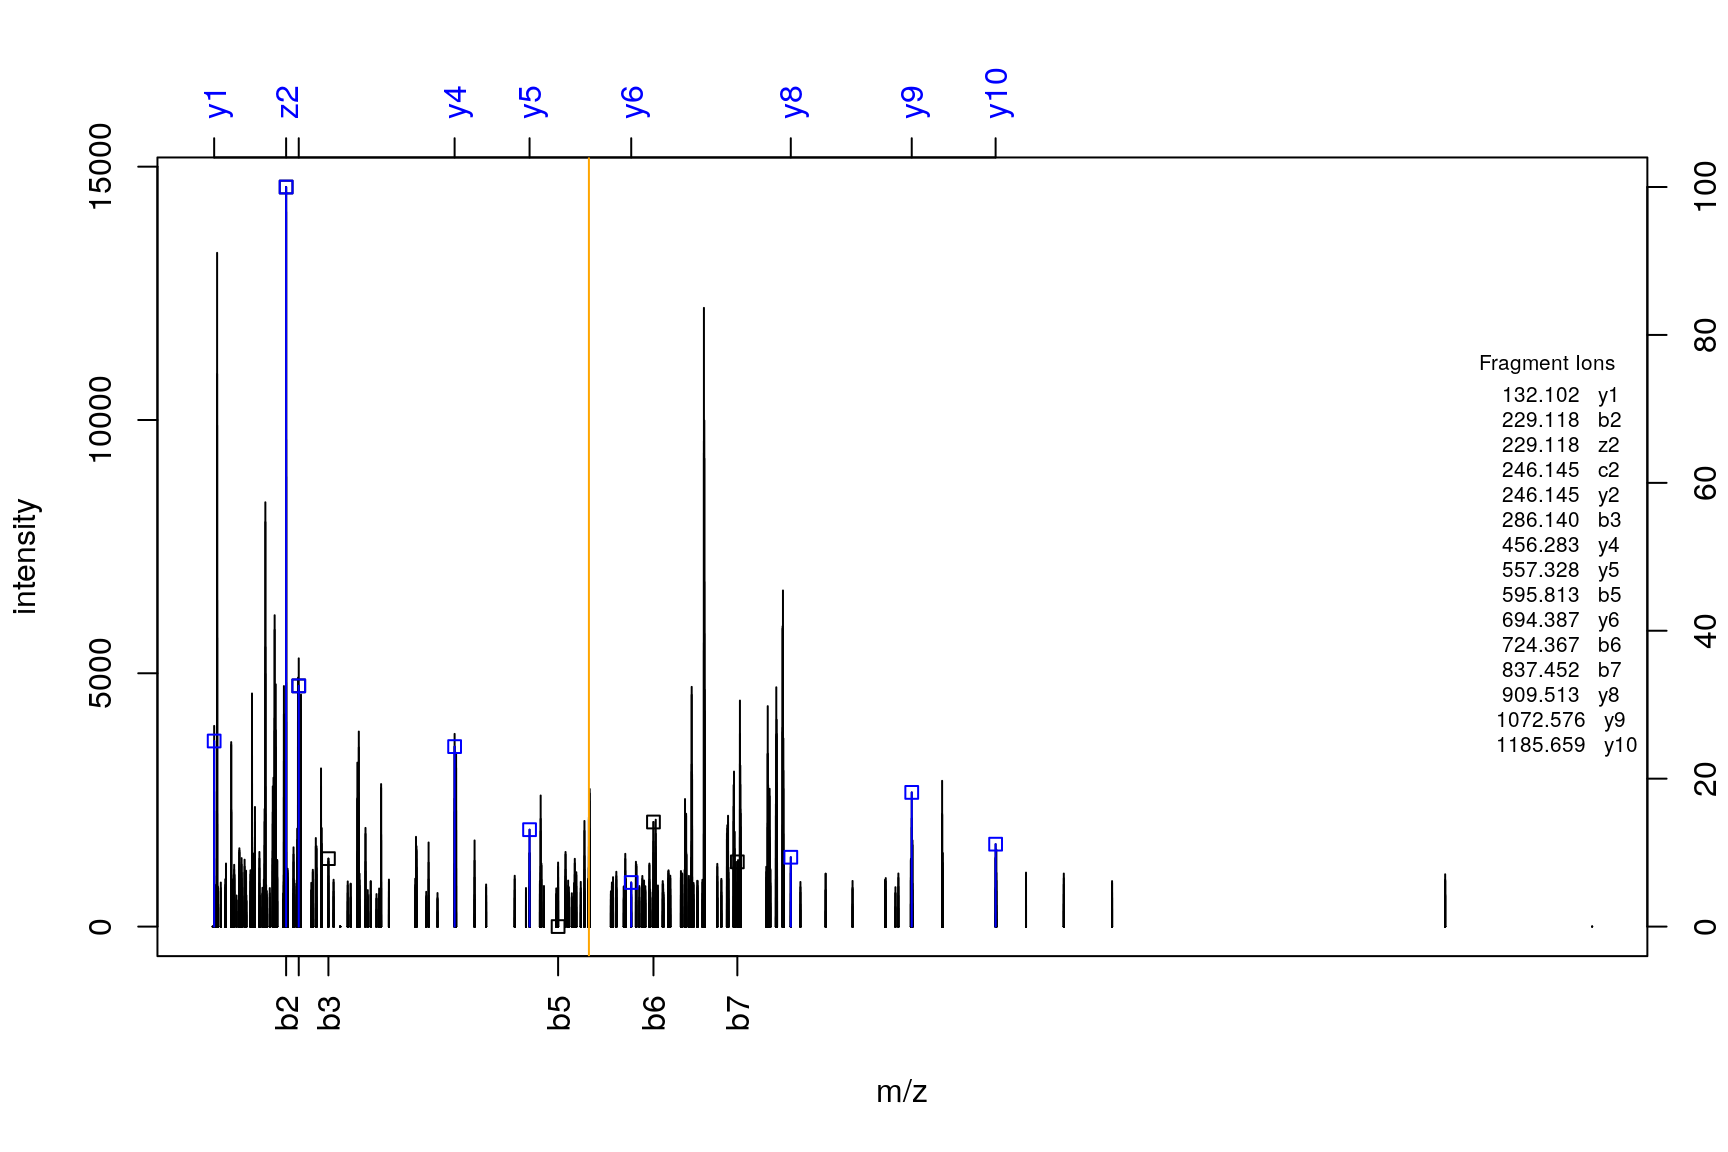 y1 z2 y4 y5 y6 y8 y9 y10
15000
10000
5000
0
intensity
100
80
60
40
20
0
Fragment Ions
132.102 y1
229.118 b2
229.118 z2
246.145 c2
246.145 y2
286.140 b3
456.283 y4
557.328 y5
595.813 b5
694.387 y6
724.367 b6
837.452 b7
909.513 y8
1072.576 y9
1185.659 y10
b2 b3 b5 b6 b7
m/z